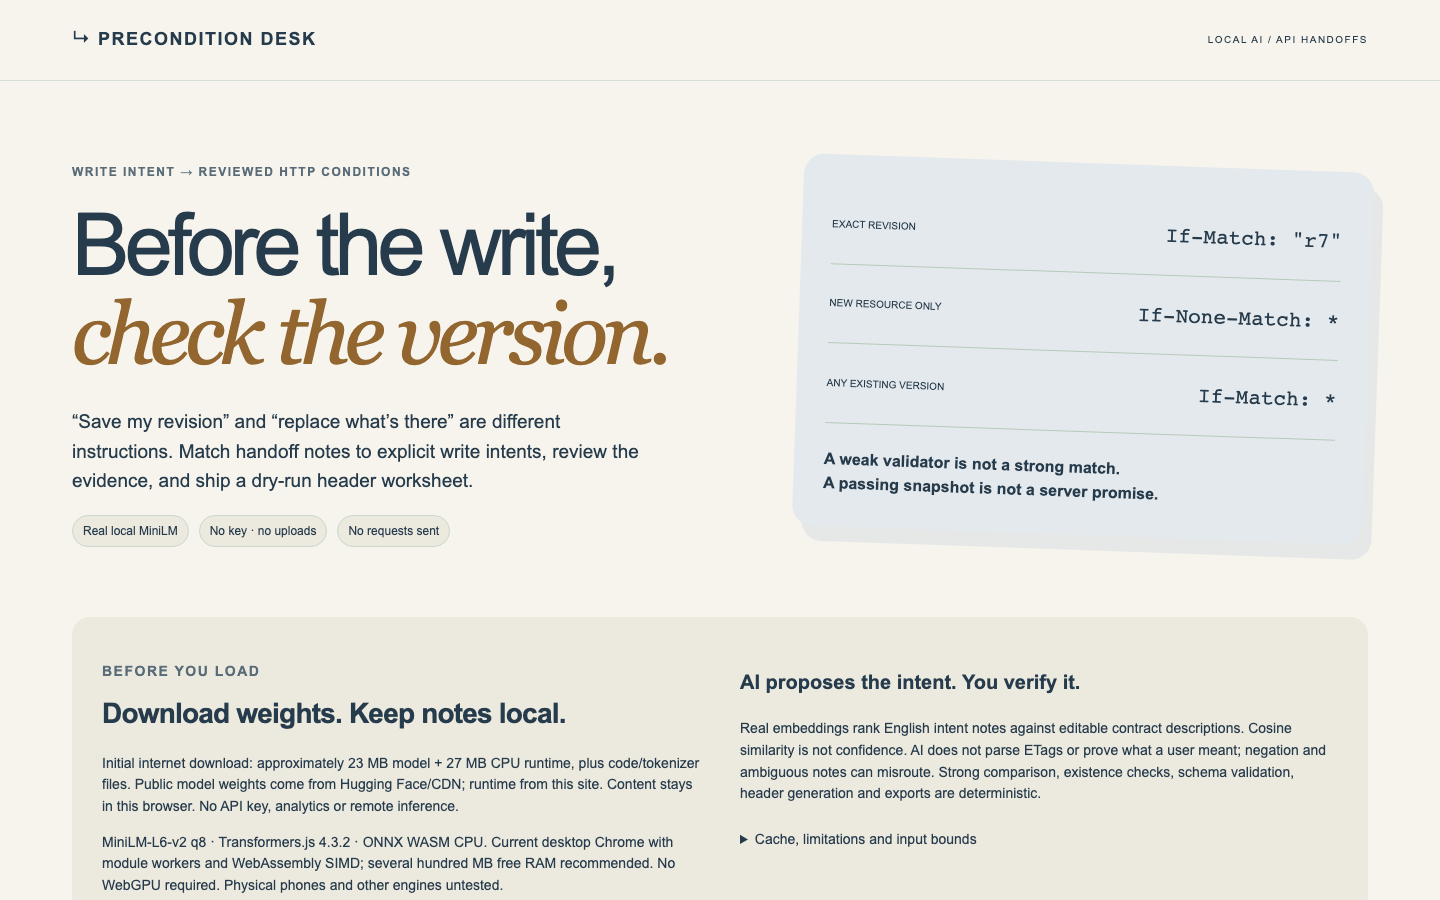 ↳ PRECONDITION DESK
LOCAL AI / API HANDOFFS
WRITE INTENT → REVIEWED HTTP CONDITIONS
Before the write,
check the version.
“Save my revision” and “replace what’s there” are different
instructions. Match handoff notes to explicit write intents, review the
evidence, and ship a dry-run header worksheet.
Real local MiniLM
No key · no uploads
No requests sent
EXACT REVISION
If-Match: "r7"
NEW RESOURCE ONLY
If-None-Match: *
ANY EXISTING VERSION
If-Match: *
A weak validator is not a strong match.
A passing snapshot is not a server promise.
BEFORE YOU LOAD
Download weights. Keep notes local.
Initial internet download: approximately 23 MB model + 27 MB CPU runtime, plus code/tokenizer
files. Public model weights come from Hugging Face/CDN; runtime from this site. Content stays
in this browser. No API key, analytics or remote inference.
MiniLM-L6-v2 q8 · Transformers.js 4.3.2 · ONNX WASM CPU. Current desktop Chrome with
module workers and WebAssembly SIMD; several hundred MB free RAM recommended. No
WebGPU required. Physical phones and other engines untested.
AI proposes the intent. You verify it.
Real embeddings rank English intent notes against editable contract descriptions. Cosine
similarity is not confidence. AI does not parse ETags or prove what a user meant; negation and
ambiguous notes can misroute. Strong comparison, existence checks, schema validation,
header generation and exports are deterministic.
▶ Cache, limitations and input bounds